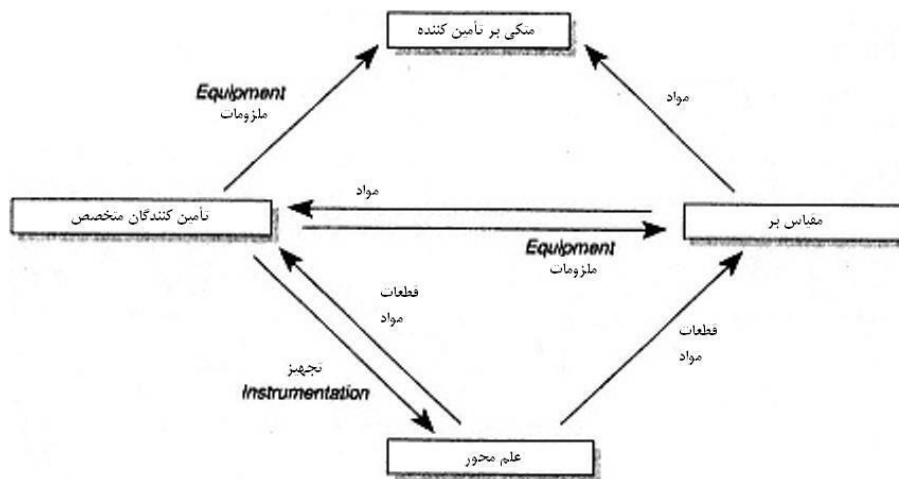 متکی بر تأمین کننده
Equipment
ملزومات
مواد
تأمین کنندگان متخصص
مواد
مقیاس بر
Equipment
ملزومات
قطعات
مواد
قطعات
مواد
تجهیز
Instrumentation
علم محور